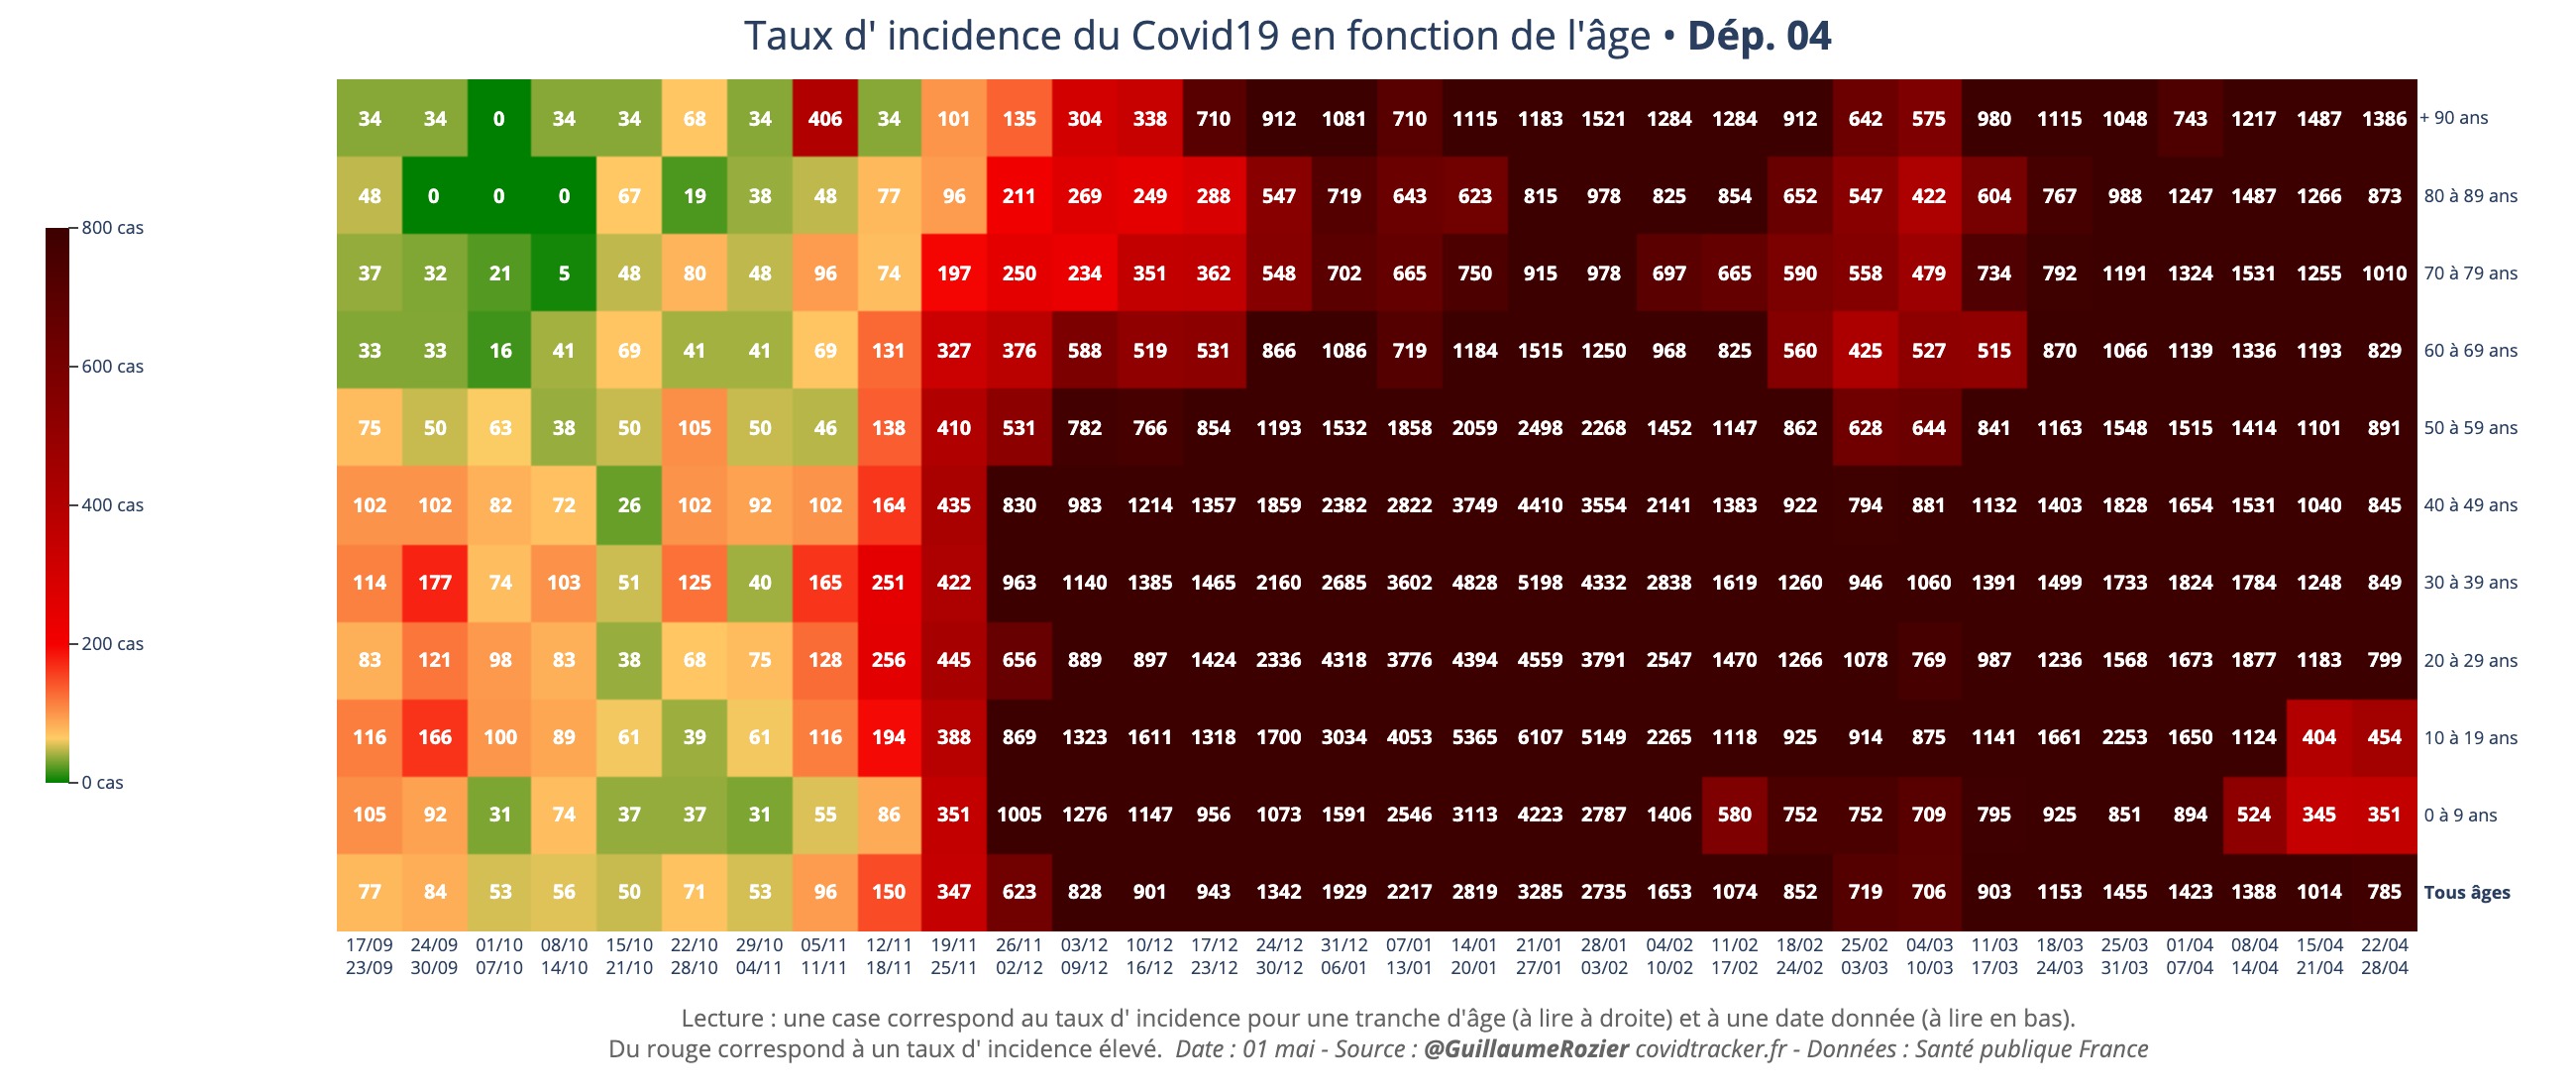 Taux d' incidence du Covid19 en fonction de l'âge • Dép. 04
34 34 0 34 34 68 34 406 34 101 135 304 338 710 912 1081 710 1115 1183 1521 1284 1284 912 642 575 980 1115 1048 743 1217 1487 1386 + 90 ans
48 0 0 0 67 19 38 48 77 96 211 269 249 288 547 719 643 623 815 978 825 854 652 547 422 604 767 988 1247 1487 1266 873 80 à 89 ans
800 cas
37 32 21 5 48 80 48 96 74 197 250 234 351 362 548 702 665 750 915 978 697 665 590 558 479 734 792 1191 1324 1531 1255 1010 70 à 79 ans
33 33 16 41 69 41 41 69 131 327 376 588 519 531 866 1086 719 1184 1515 1250 968 825 560 425 527 515 870 1066 1139 1336 1193 829 60 à 69 ans
600 cas
75 50 63 38 50 105 50 46 138 410 531 782 766 854 1193 1532 1858 2059 2498 2268 1452 1147 862 628 644 841 1163 1548 1515 1414 1101 891 50 à 59 ans
400 cas
102 102 82 72 26 102 92 102 164 435 830 983 1214 1357 1859 2382 2822 3749 4410 3554 2141 1383 922 794 881 1132 1403 1828 1654 1531 1040 845 40 à 49 ans
114 177 74 103 51 125 40 165 251 422 963 1140 1385 1465 2160 2685 3602 4828 5198 4332 2838 1619 1260 946 1060 1391 1499 1733 1824 1784 1248 849 30 à 39 ans
200 cas
83 121 98 83 38 68 75 128 256 445 656 889 897 1424 2336 4318 3776 4394 4559 3791 2547 1470 1266 1078 769 987 1236 1568 1673 1877 1183 799 20 à 29 ans
116 166 100 89 61 39 61 116 194 388 869 1323 1611 1318 1700 3034 4053 5365 6107 5149 2265 1118 925 914 875 1141 1661 2253 1650 1124 404 454 10 à 19 ans
0 cas
105 92 31 74 37 37 31 55 86 351 1005 1276 1147 956 1073 1591 2546 3113 4223 2787 1406 580 752 752 709 795 925 851 894 524 345 351 0 à 9 ans
77 84 53 56 50 71 53 96 150 347 623 828 901 943 1342 1929 2217 2819 3285 2735 1653 1074 852 719 706 903 1153 1455 1423 1388 1014 785 Tous âges
17/09 24/09 01/10 08/10 15/10 22/10 29/10 05/11 12/11 19/11 26/11 03/12 10/12 17/12 24/12 31/12 07/01 14/01 21/01 28/01 04/02 11/02 18/02 25/02 04/03 11/03 18/03 25/03 01/04 08/04 15/04 22/04
23/09 30/09 07/10 14/10 21/10 28/10 04/11 11/11 18/11 25/11 02/12 09/12 16/12 23/12 30/12 06/01 13/01 20/01 27/01 03/02 10/02 17/02 24/02 03/03 10/03 17/03 24/03 31/03 07/04 14/04 21/04 28/04
Lecture : une case correspond au taux d' incidence pour une tranche d'âge (à lire à droite) et à une date donnée (à lire en bas).
Du rouge correspond à un taux d' incidence élevé. Date : 01 mai - Source : @GuillaumeRozier covidtracker.fr - Données : Santé publique France